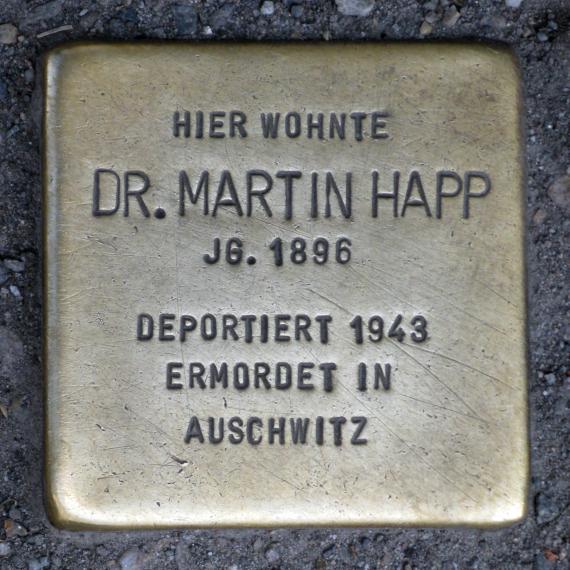 HIER WOHNTE
DR. MARTIN HAPP
JG. 1896
DEPORTIERT 1943
ERMORDET IN
AUSCHWITZ